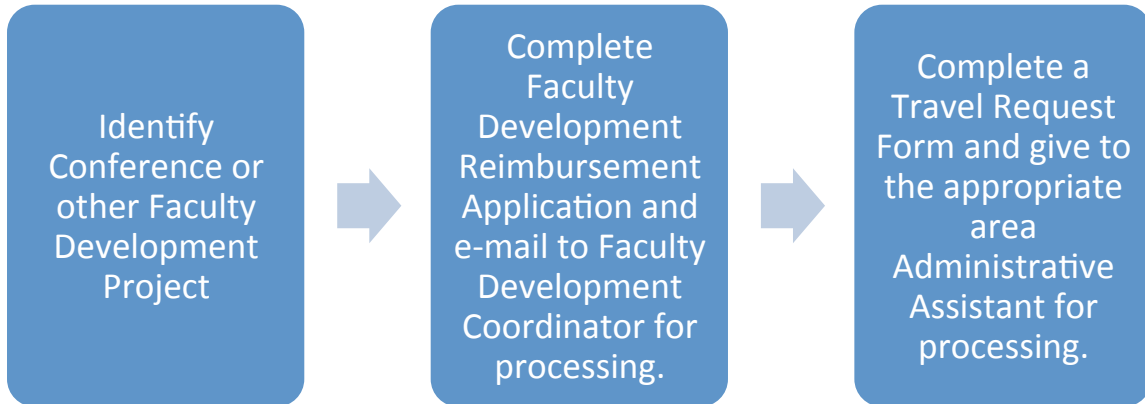 Identify
Conference or
other Faculty
Development
Project
Complete
Faculty
Development
Reimbursement
Application and
e-mail to Faculty
Development
Coordinator for
processing.
Complete a
Travel Request
Form and give to
the appropriate
area
Administrative
Assistant for
processing.